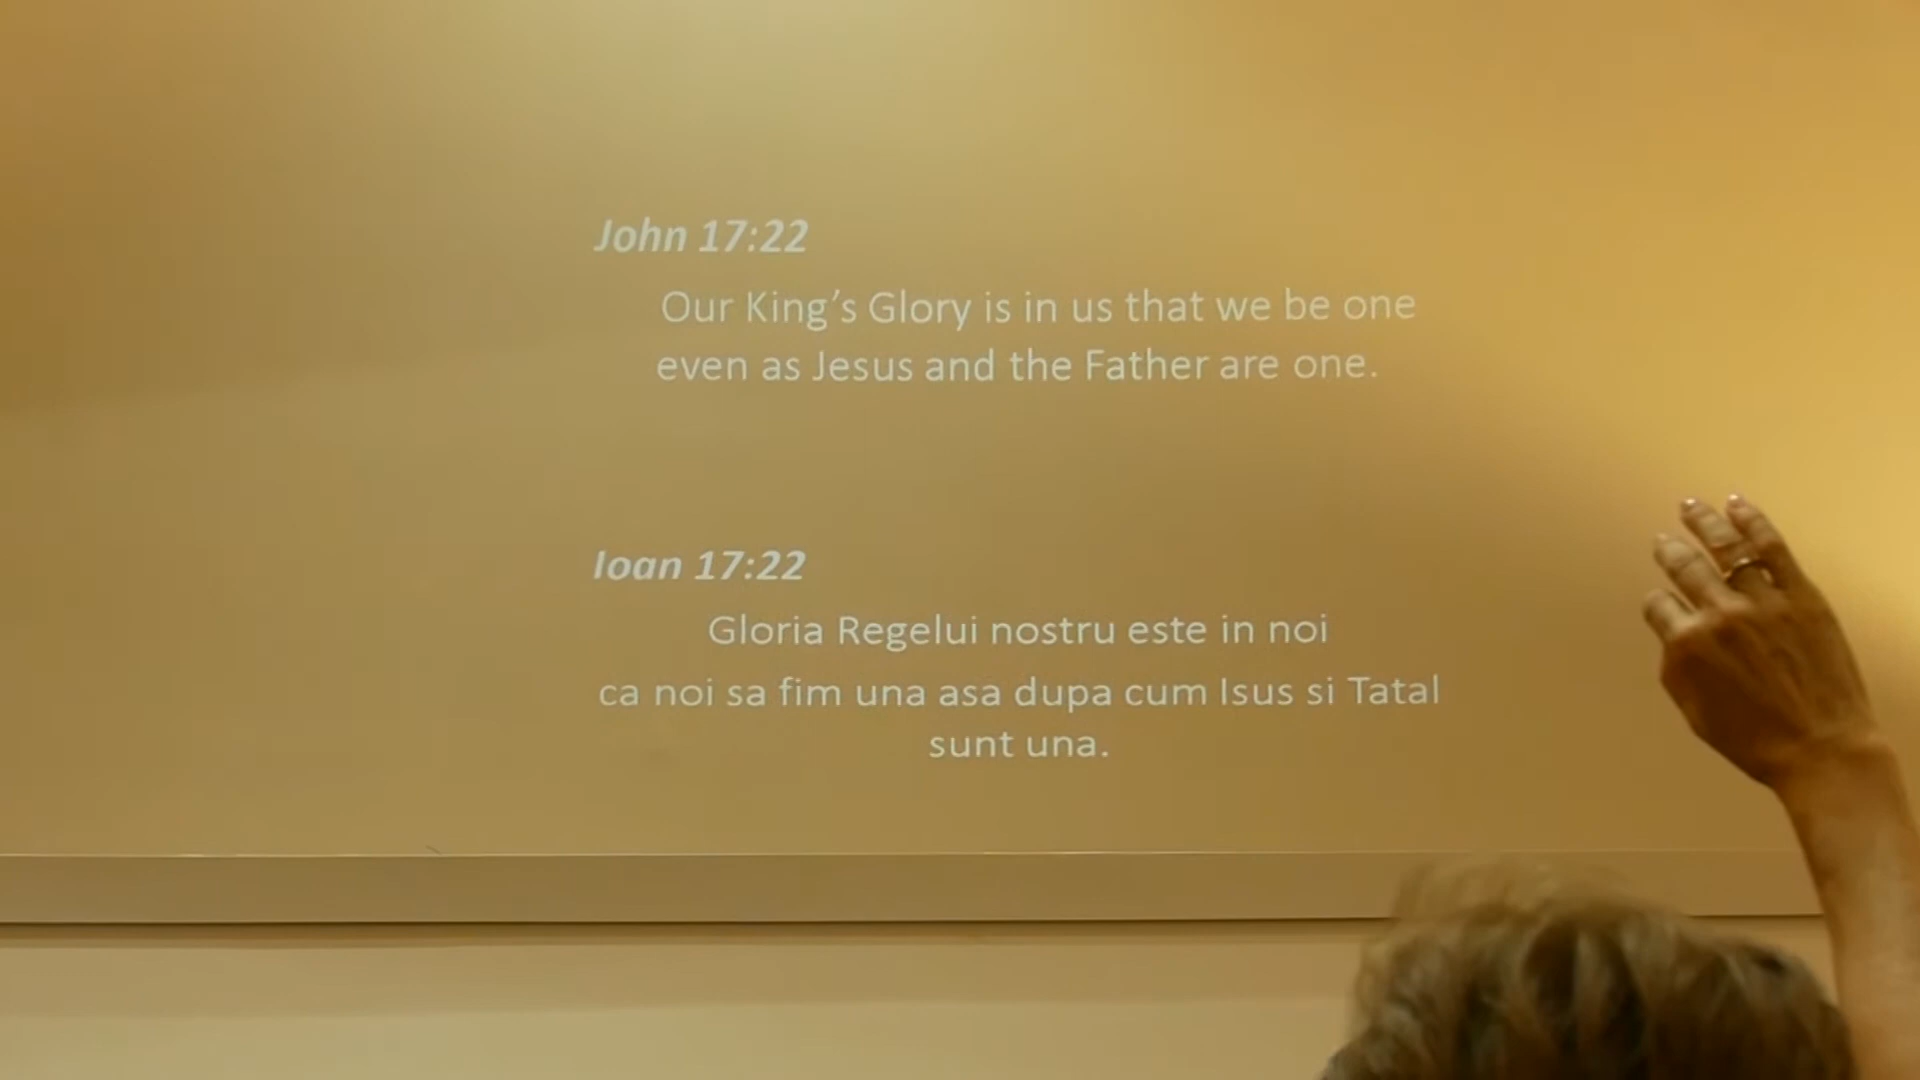 John 17:22
Our King's Glory is in us that we be one
even as Jesus and the Father are one.
Ioan 17:22
Gloria Regelui nostru este in noi
ca noi sa fim una asa dupa cum Isus si Tatal
sunt una.